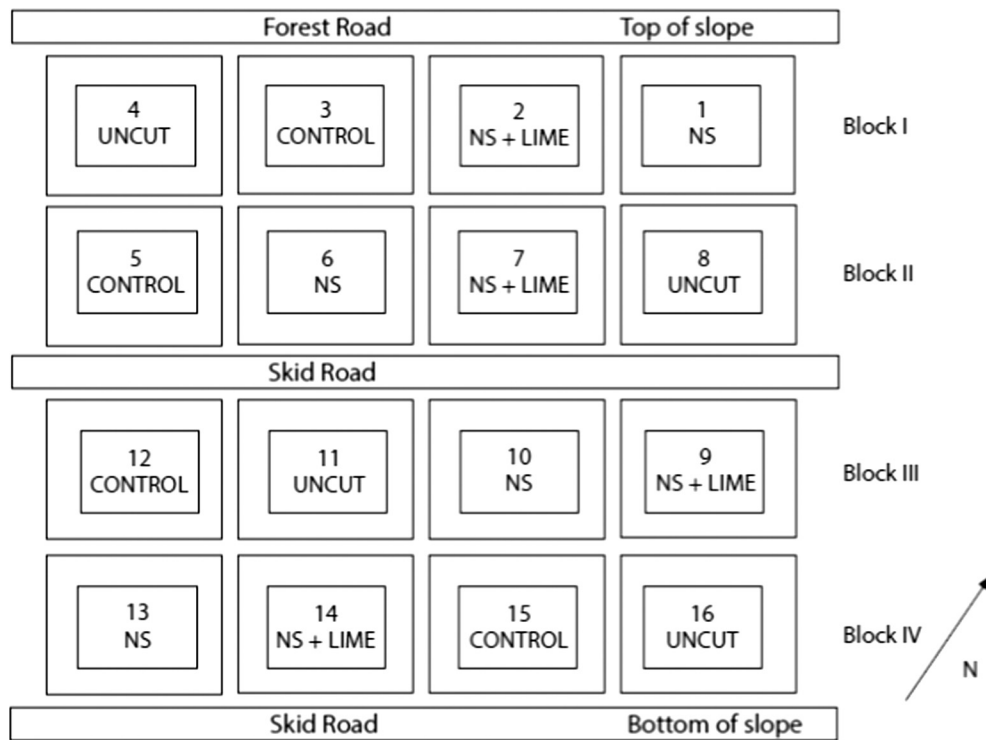 Forest Road Top of slope
4 3 2 1
UNCUT CONTROL NS + LIME NS
Block I
5 6 7 8
CONTROL NS NS + LIME UNCUT
Block II
Skid Road
12 11 10 9
CONTROL UNCUT NS NS + LIME
Block III
13 14 15 16
NS NS + LIME CONTROL UNCUT
Block IV
N
Skid Road Bottom of slope